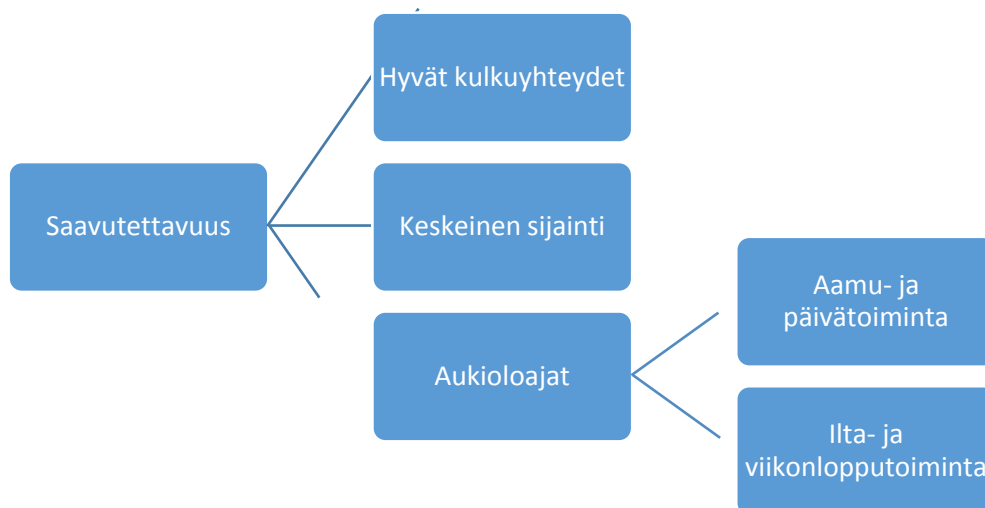 Hyvät kulkuyhteydet
Saavutettavuus
Keskeinen sijainti
Aukioloajat
Aamu- ja
päivätoiminta
Ilta- ja
viikonlopputoiminta